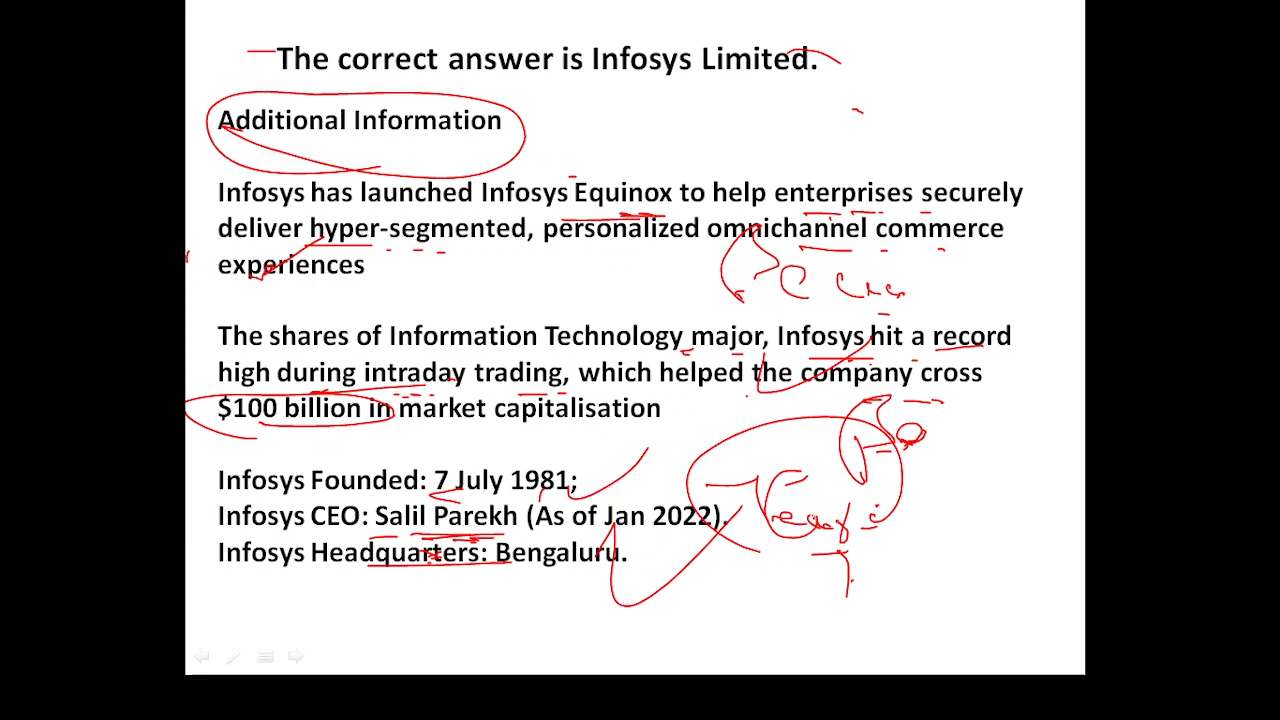 The correct answer is Infosys Limited.
Additional Information
Infosys has launched Infosys Equinox to help enterprises securely
deliver hyper-segmented, personalized omnichannel commerce
experiences
The shares of Information Technology major, Infosys hit a record
high during intraday trading, which helped the company cross
$100 billion in market capitalisation
Infosys Founded: 7 July 1981;
Infosys CEO: Salil Parekh (As of Jan 2022).
Infosys Headquarters: Bengaluru.